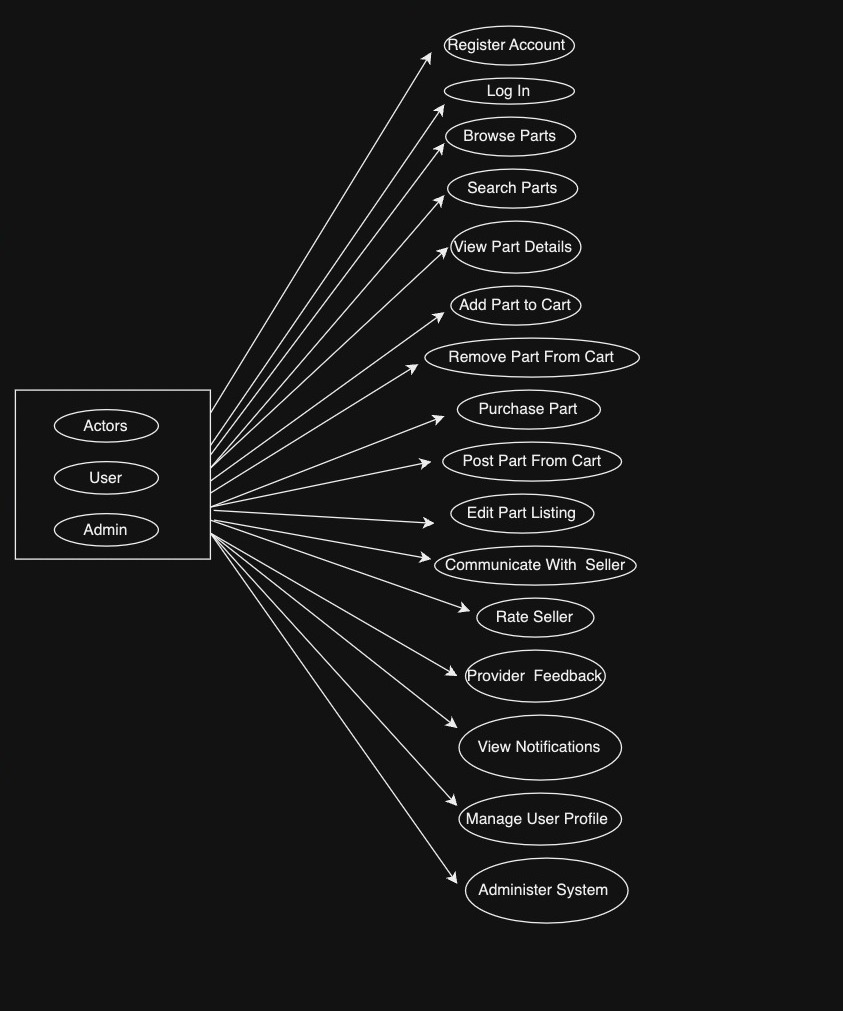 Register Account
Log In
Browse Parts
Search Parts
View Part Details
Add Part to Cart
Remove Part From Cart
Purchase Part
Post Part From Cart
Edit Part Listing
Communicate With  Seller
Rate Seller
Provider  Feedback
View Notifications
Manage User Profile
Administer System
Actors
User
Admin